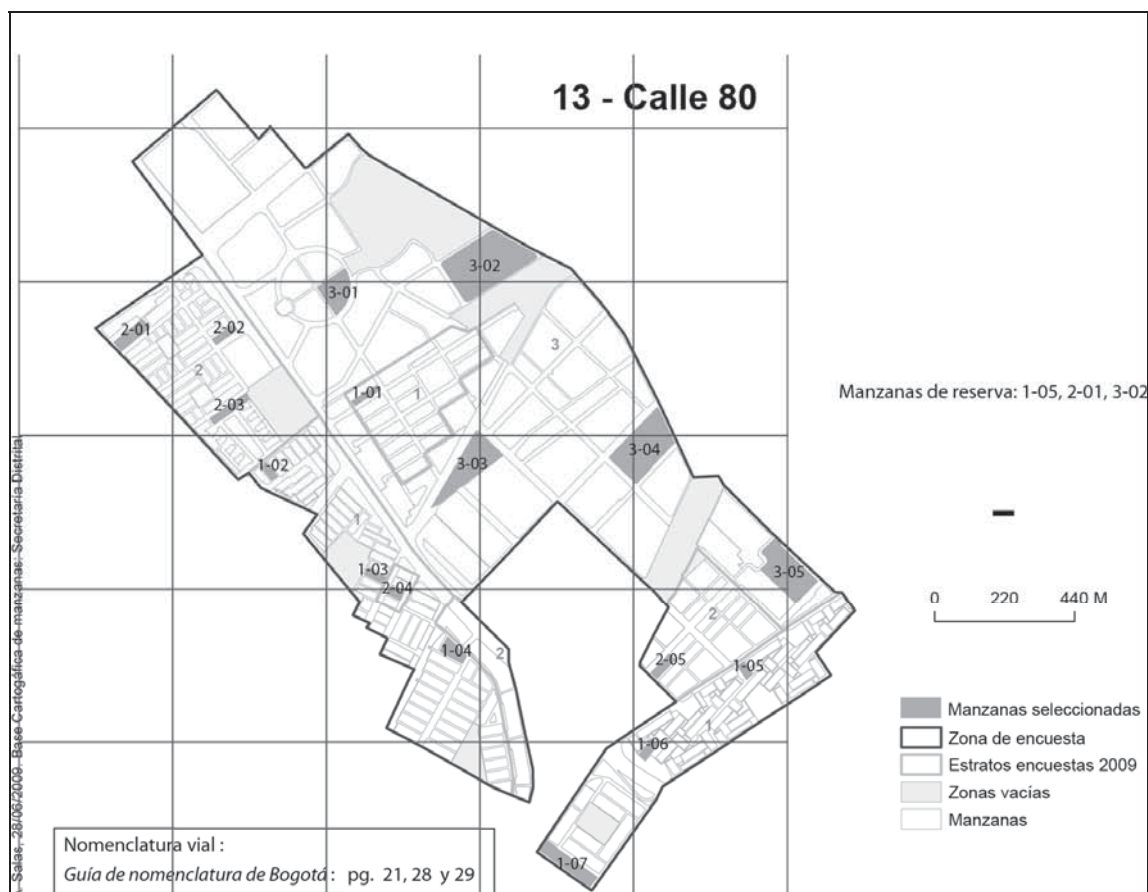 13 - Calle 80
3-02
3-01
2-01
2-02
3
2
1-01
1
Manzanas de reserva: 1-05, 2-01, 3-02
2-03
3-04
1-02
3-03
1
1-03
3-05
2-04
0 220 440 M
2
1-04
2
2-05
1-05
1
Manzanas seleccionadas
1-06
Zona de encuesta
Estratos encuestas 2009
Zonas vacías
Manzanas
Nomenclatura vial :
Guía de nomenclatura de Bogotá : pg. 21, 28 y 29
1-07
Salas, 28/06/2009. Base Cartográfica de manzanas: Secretaría Distrital